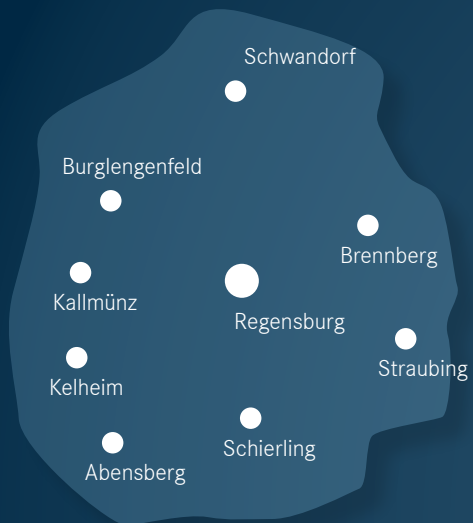 Schwandorf
Burglengenfeld
Brennberg
Kallmünz
Regensburg
Straubing
Kelheim
Schierling
Abensberg